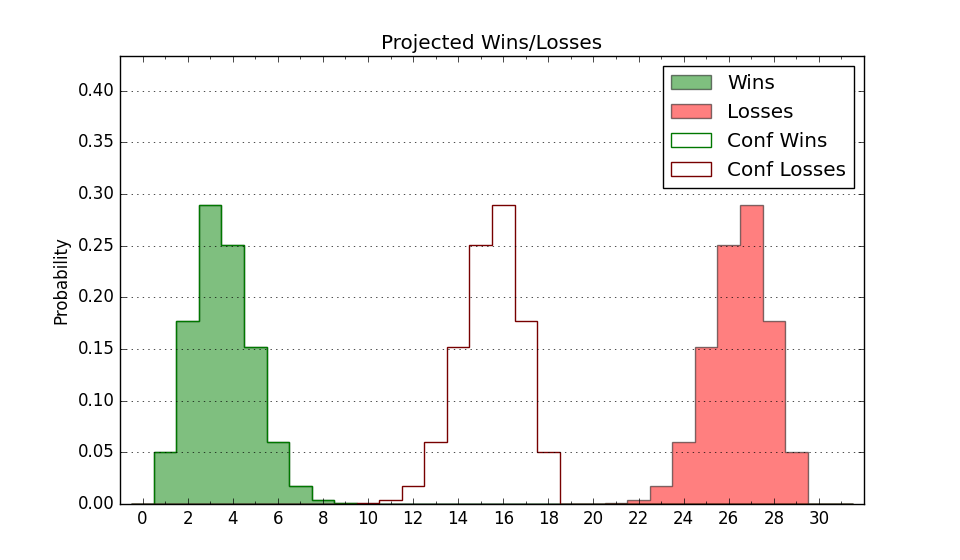 Projected Wins/Losses
Wins
Losses
Conf Wins
Conf Losses
Probability
0.40
0.35
0.30
0.25
0.20
0.15
0.10
0.05
0.00
0 2 4 6 8 10 12 14 16 18 20 22 24 26 28 30